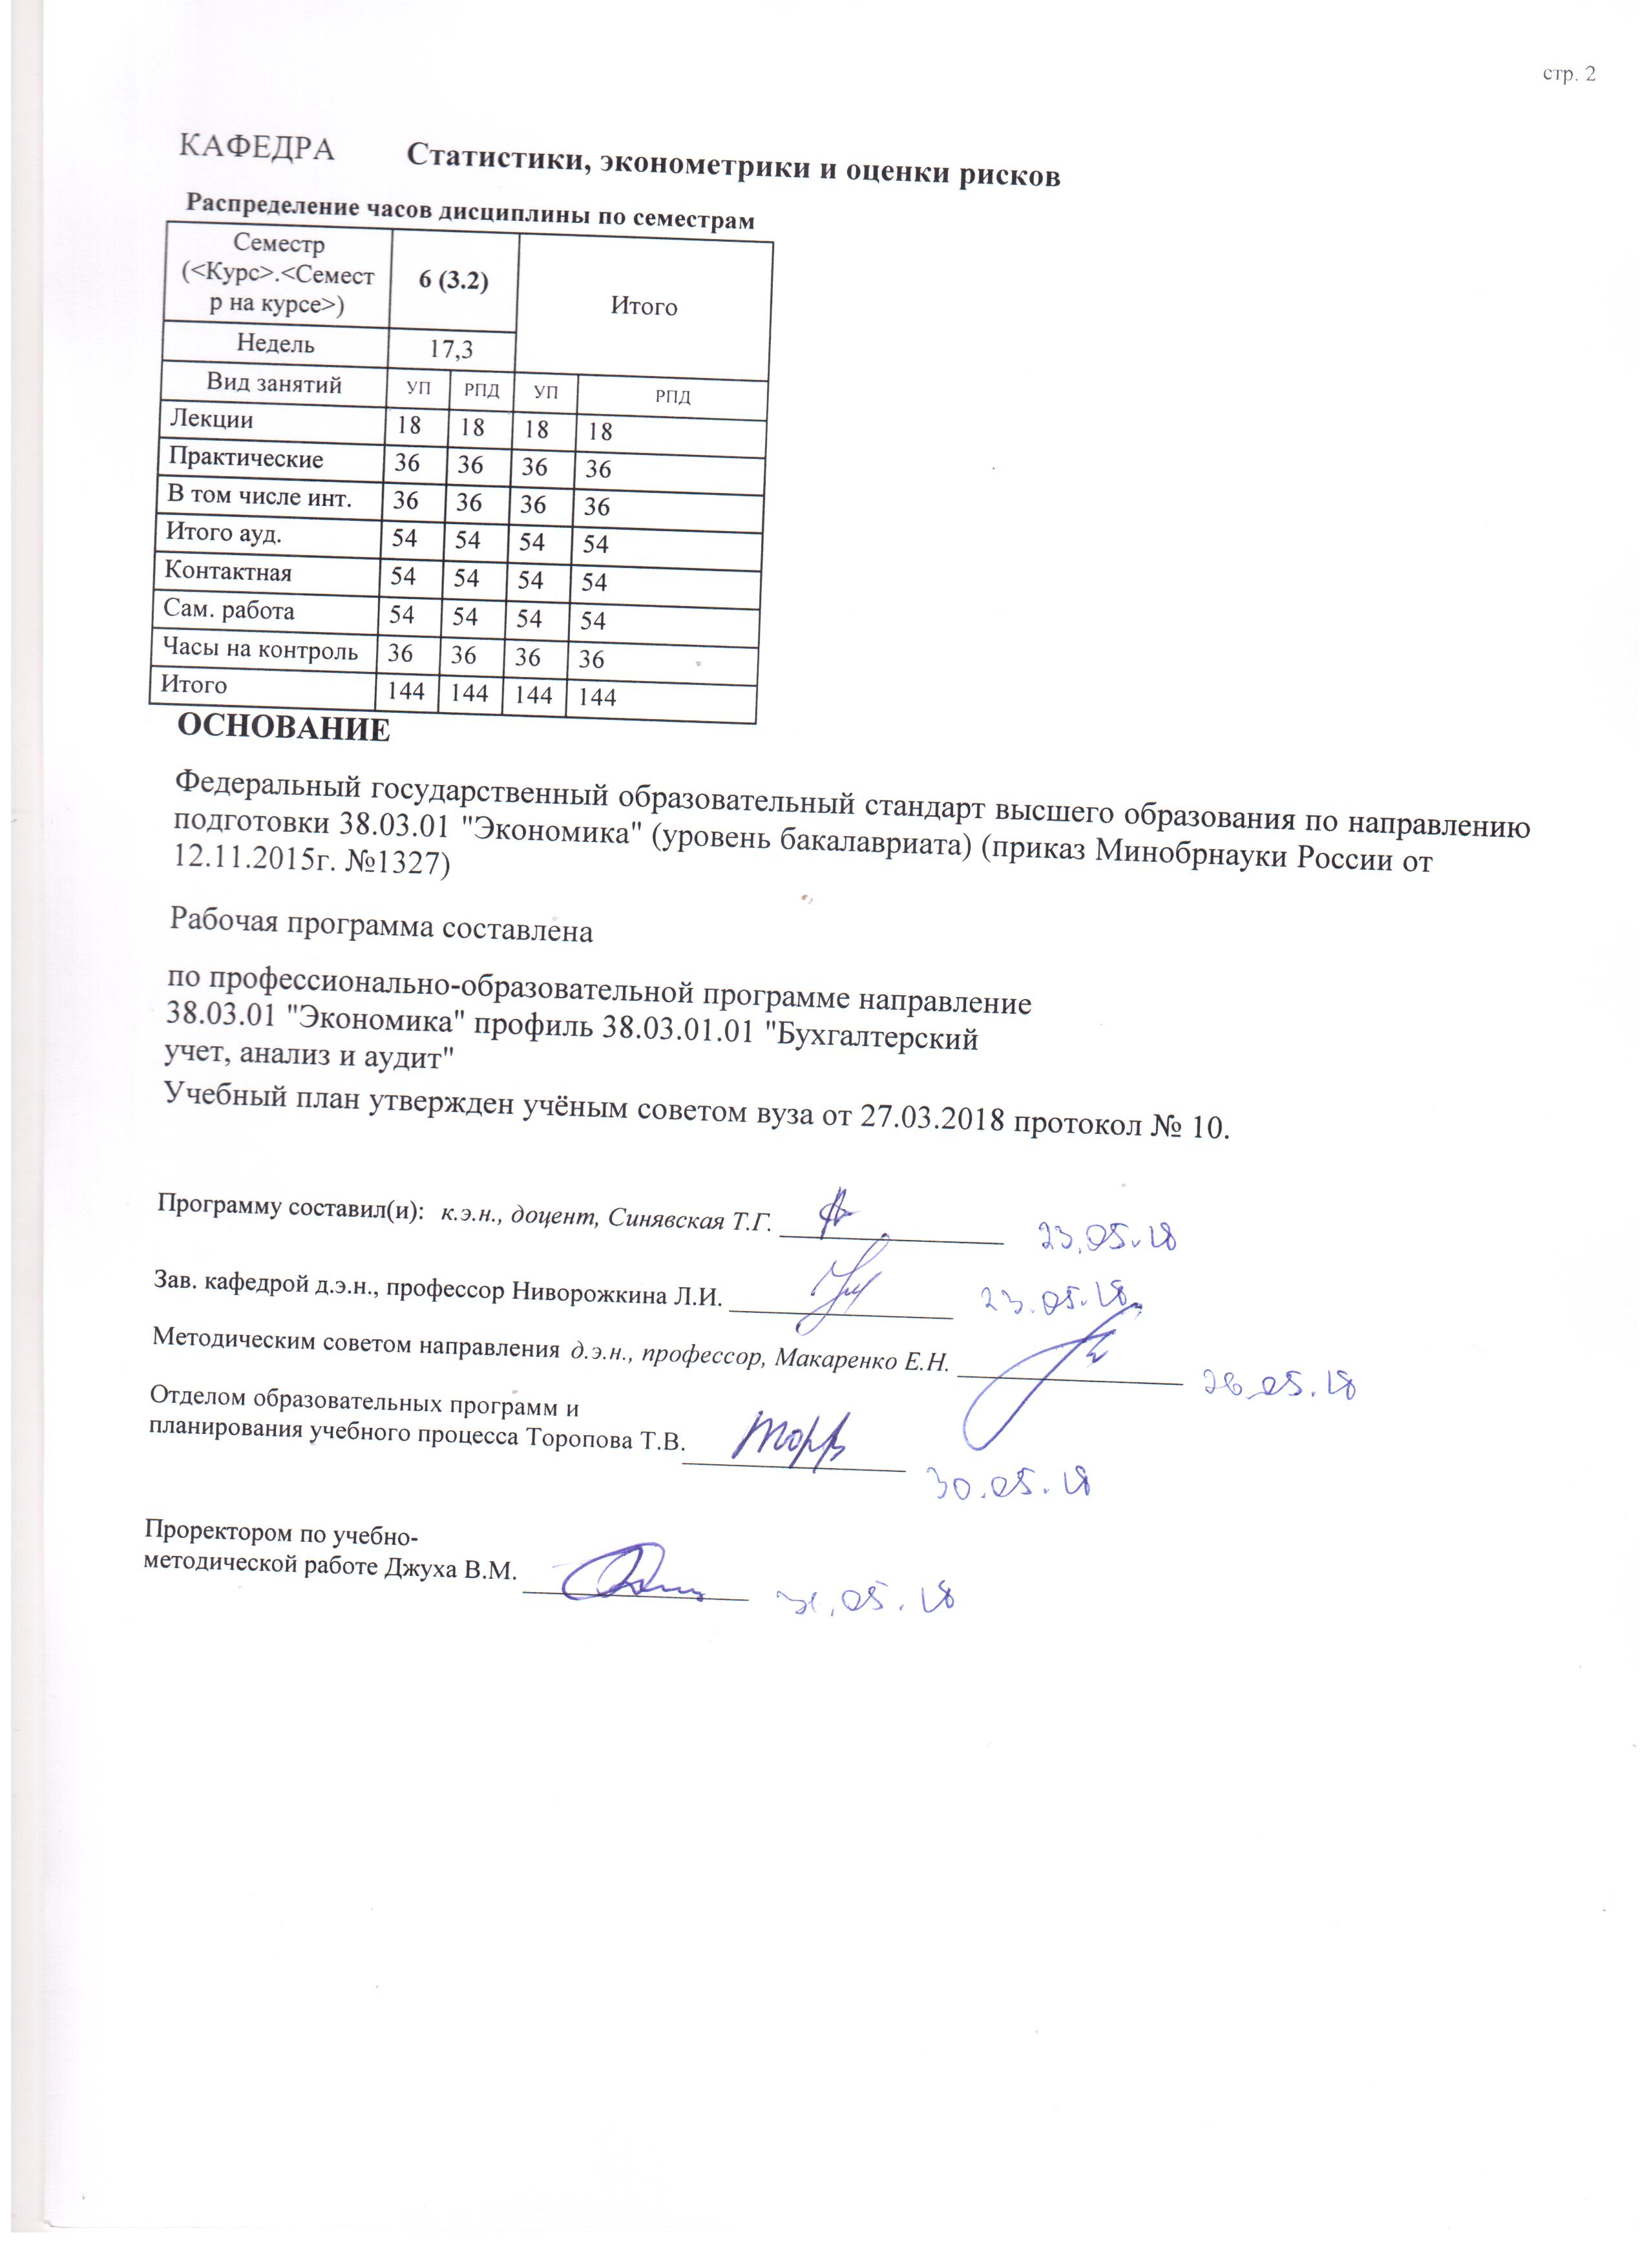 стр. 2
КАФЕДРА Статистики, эконометрики и оценки рисков
Распределение часов дисциплины по семестрам
Семестр
(<Курс>.<Семест
р на курсе>)
6 (3.2)
Итого
Недель 17,3
Вид занятий УП РПД УП РПД
Лекции 18 18 18 18
Практические 36 36 36 36
В том числе инт. 36 36 36 36
Итого ауд. 54 54 54 54
Контактная 54 54 54 54
Сам. работа 54 54 54 54
Часы на контроль 36 36 36 36
Итого 144 144 144 144
ОСНОВАНИЕ
Федеральный государственный образовательный стандарт высшего образования по направлению
подготовки 38.03.01 "Экономика" (уровень бакалавриата) (приказ Минобрнауки России от
12.11.2015г. №1327)
Рабочая программа составлена
по профессионально-образовательной программе направление
38.03.01 "Экономика" профиль 38.03.01.01 "Бухгалтерский
учет, анализ и аудит"
Учебный план утвержден учёным советом вуза от 27.03.2018 протокол № 10.
Программу составил(и): к.э.н., доцент, Синявская Т.Г. 23.05.18
Зав. кафедрой д.э.н., профессор Ниворожкина Л.И. 23.05.18
Методическим советом направления д.э.н., профессор, Макаренко Е.Н. 28.05.18
Отделом образовательных программ и
планирования учебного процесса Торопова Т.В.
30.05.18
Проректором по учебно-
методической работе Джуха В.М. 31.05.18